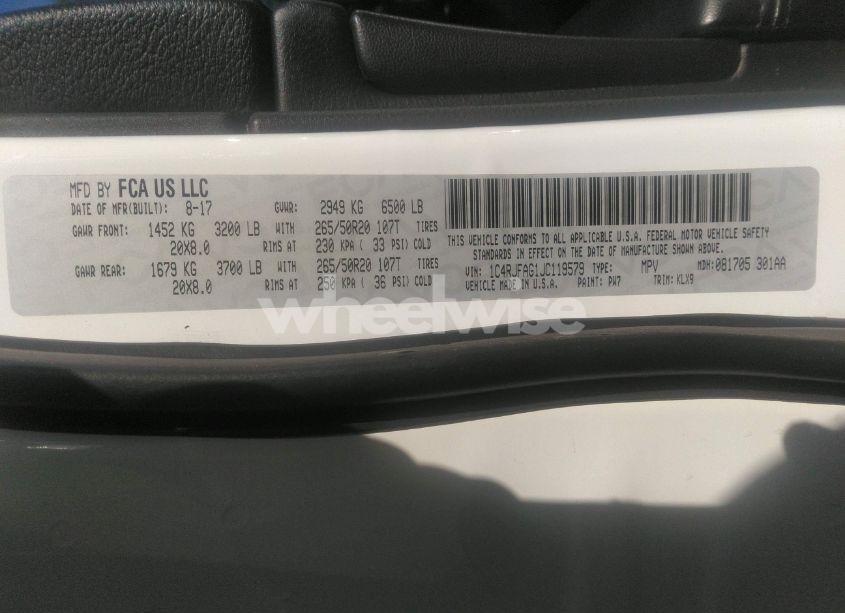 MFD BY FCA US LLC
DATE OF MFR(BUILT): 8-17 GVWR: 2949 KG 6500 LB
GAWR FRONT: 1452 KG 3200 LB WITH 265/50R20 107T TIRES
20X8.0 RIMS AT 230 KPA ( 33 PSI) COLD
GAWR REAR: 1679 KG 3700 LB WITH 265/50R20 107T TIRES
20X8.0 RIMS AT 250 KPA ( 36 PSI) COLD
THIS VEHICLE CONFORMS TO ALL APPLICABLE U.S.A. FEDERAL MOTOR VEHICLE SAFETY
STANDARDS IN EFFECT ON THE DATE OF MANUFACTURE SHOWN ABOVE.
VIN: 1C4RJFAG1JC119579 TYPE: MPV MDH: 081705 301AA
VEHICLE MADE IN U.S.A. PAINT: PW7 TRIM: KLX9
wheelwise